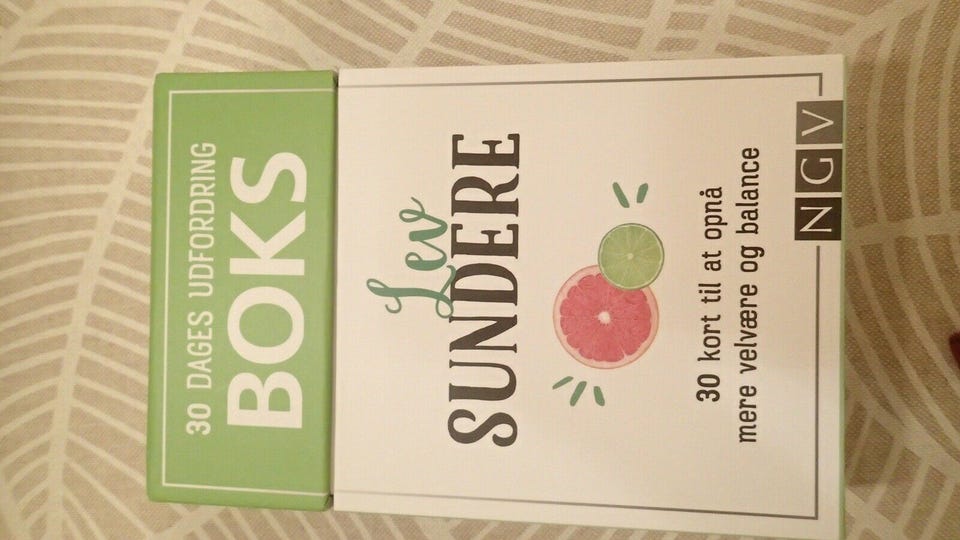 30 DAGES UDFORDRING
BOKS
Lev
SUNDERE
30 kort til at opnå
mere velvære og balance
NGV